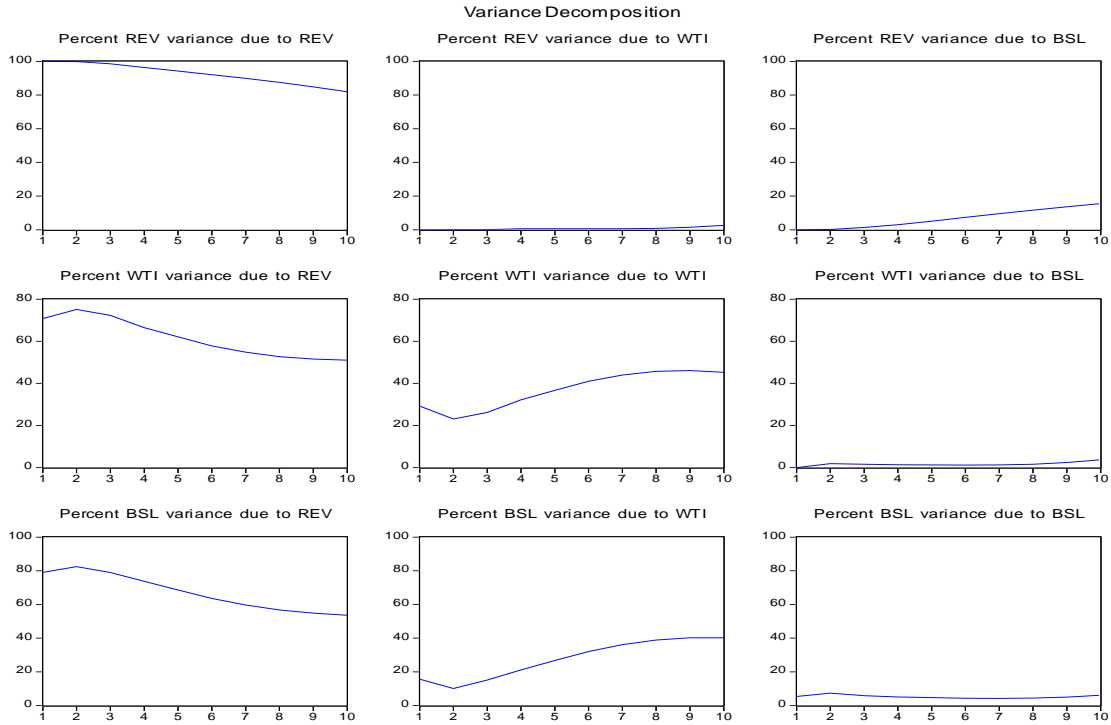 Variance Decomposition
Percent REV variance due to REV
100
80
60
40
20
0
1 2 3 4 5 6 7 8 9 10
Percent REV variance due to WTI
100
80
60
40
20
0
1 2 3 4 5 6 7 8 9 10
Percent REV variance due to BSL
100
80
60
40
20
0
1 2 3 4 5 6 7 8 9 10
Percent WTI variance due to REV
80
60
40
20
0
1 2 3 4 5 6 7 8 9 10
Percent WTI variance due to WTI
80
60
40
20
0
1 2 3 4 5 6 7 8 9 10
Percent WTI variance due to BSL
80
60
40
20
0
1 2 3 4 5 6 7 8 9 10
Percent BSL variance due to REV
100
80
60
40
20
0
1 2 3 4 5 6 7 8 9 10
Percent BSL variance due to WTI
100
80
60
40
20
0
1 2 3 4 5 6 7 8 9 10
Percent BSL variance due to BSL
100
80
60
40
20
0
1 2 3 4 5 6 7 8 9 10